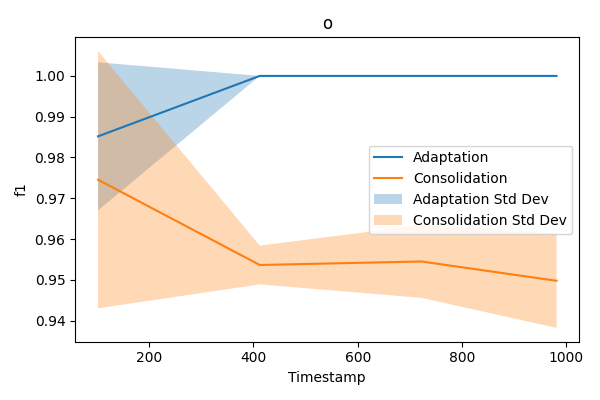 o
f1
1.00
0.99
0.98
0.97
0.96
0.95
0.94
Adaptation
Consolidation
Adaptation Std Dev
Consolidation Std Dev
200
400
600
800
1000
Timestamp